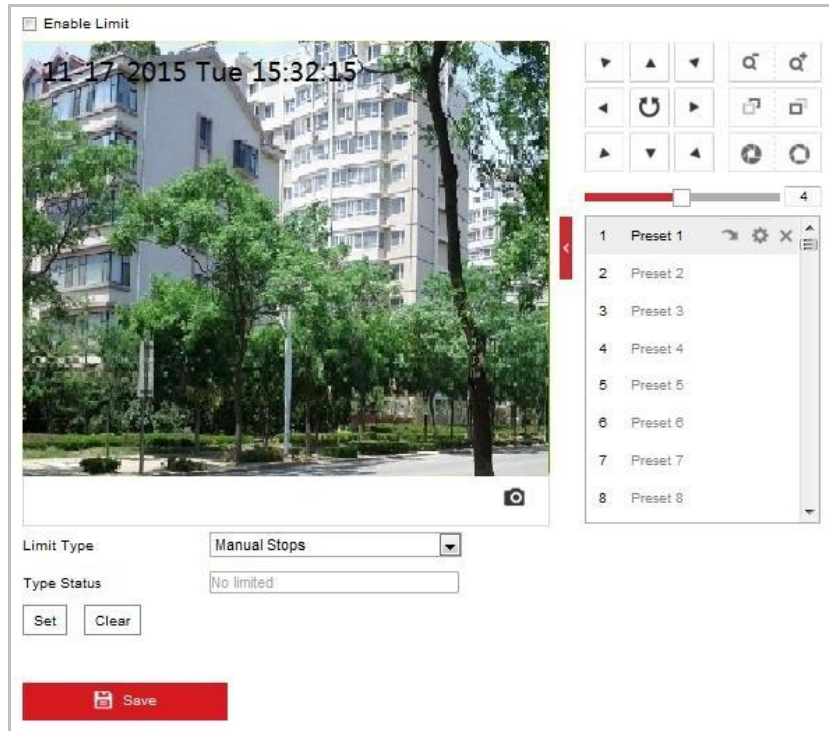 Enable Limit
11-17-2015 Tue 15:32:15
4
1 Preset 1
2 Preset 2
3 Preset 3
4 Preset 4
5 Preset 5
6 Preset 6
7 Preset 7
8 Preset 8
Limit Type Manual Stops
Type Status No limited
Set Clear
Save